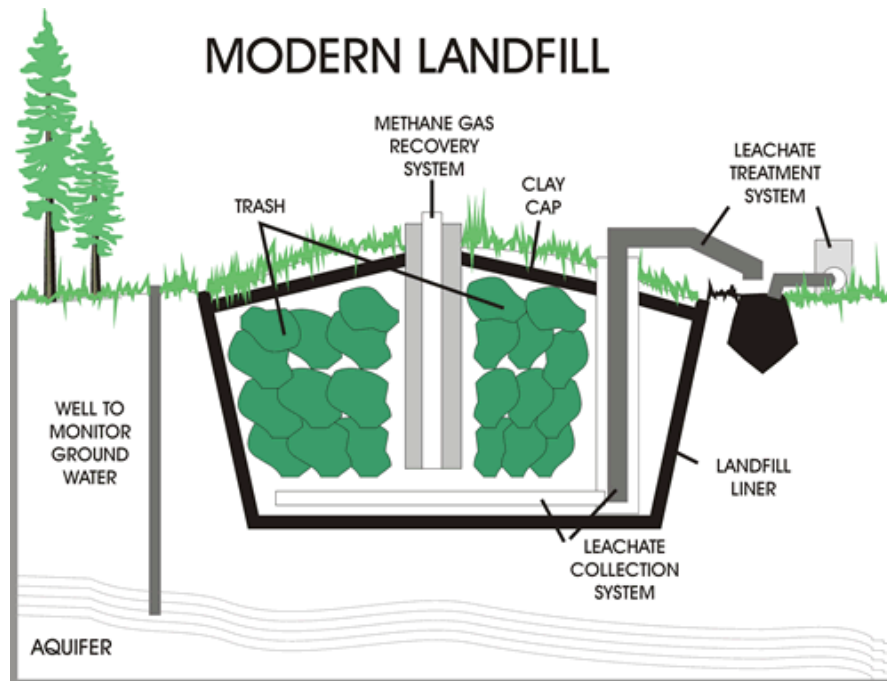 MODERN LANDFILL
METHANE GAS
RECOVERY
SYSTEM
LEACHATE
TREATMENT
SYSTEM
CLAY
CAP
TRASH
WELL TO
MONITOR
GROUND
WATER
LANDFILL
LINER
LEACHATE
COLLECTION
SYSTEM
AQUIFER